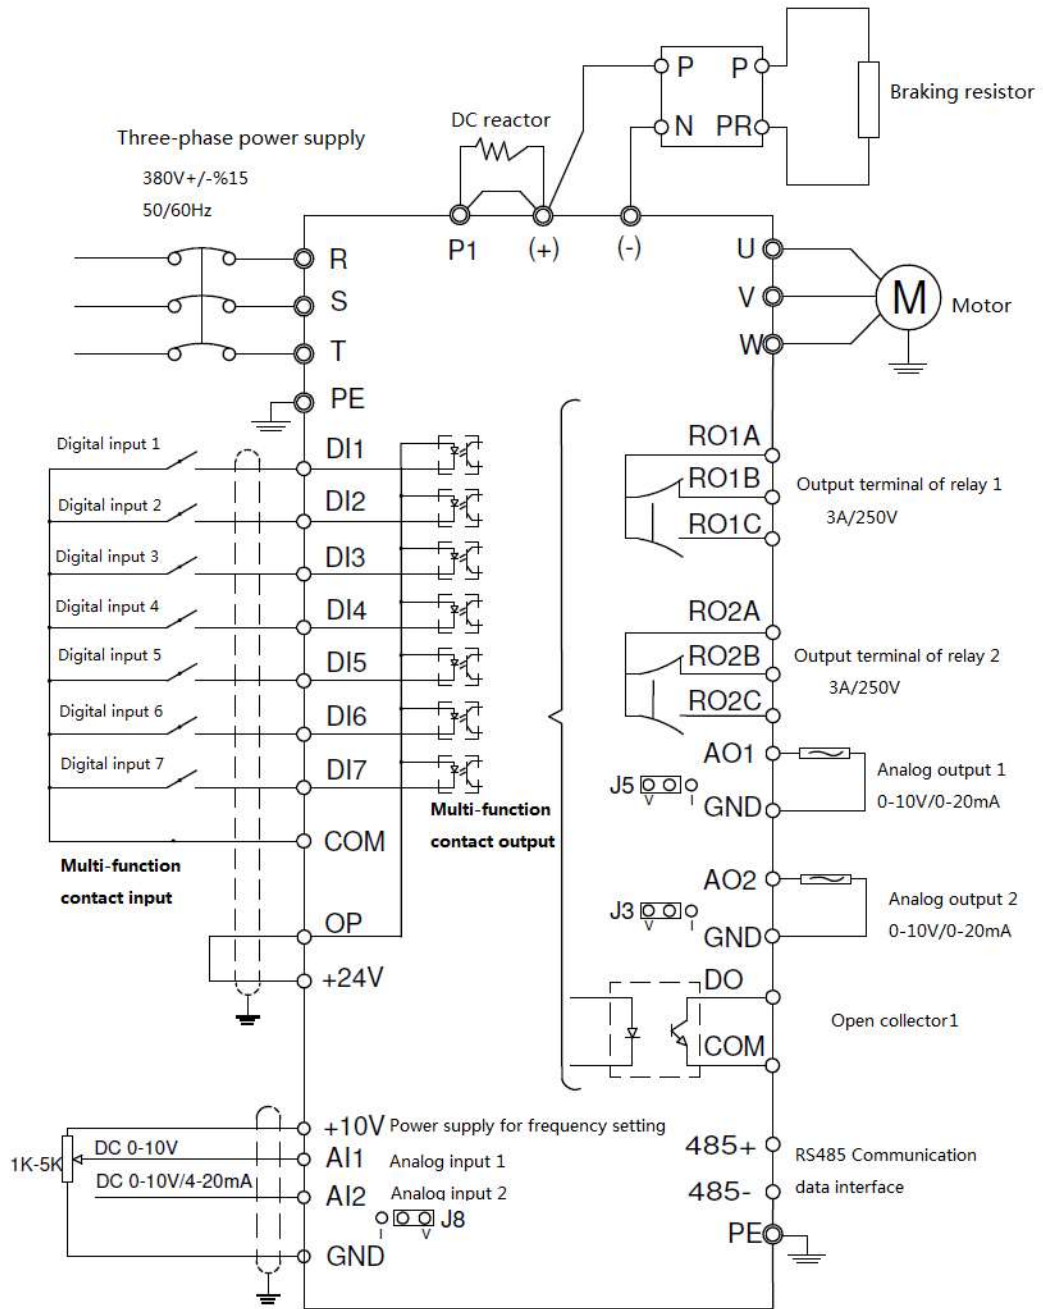 P P
Braking resistor
DC reactor
N PR
Three-phase power supply
380V+/-%15
50/60Hz
P1 (+) (-)
U
R
V
M
Motor
S
W
T
PE
RO1A
Digital input 1
DI1
RO1B
Output terminal of relay 1
Digital input 2
DI2
3A/250V
RO1C
Digital input 3
DI3
Digital input 4
DI4
RO2A
Digital input 5
DI5
RO2B
Output terminal of relay 2
3A/250V
RO2C
Digital input 6
DI6
AO1
Digital input 7
DI7
Analog output 1
J5
V I
0-10V/0-20mA
GND
Multi-function
contact output
COM
Multi-function
contact input
AO2
Analog output 2
J3
V I
0-10V/0-20mA
OP
GND
+24V
DO
Open collector1
COM
+10V Power supply for frequency setting
485+
RS485 Communication
data interface
DC 0-10V
1K-5K
AI1
Analog input 1
DC 0-10V/4-20mA
AI2
Analog input 2
485-
J8
I V
PE
GND